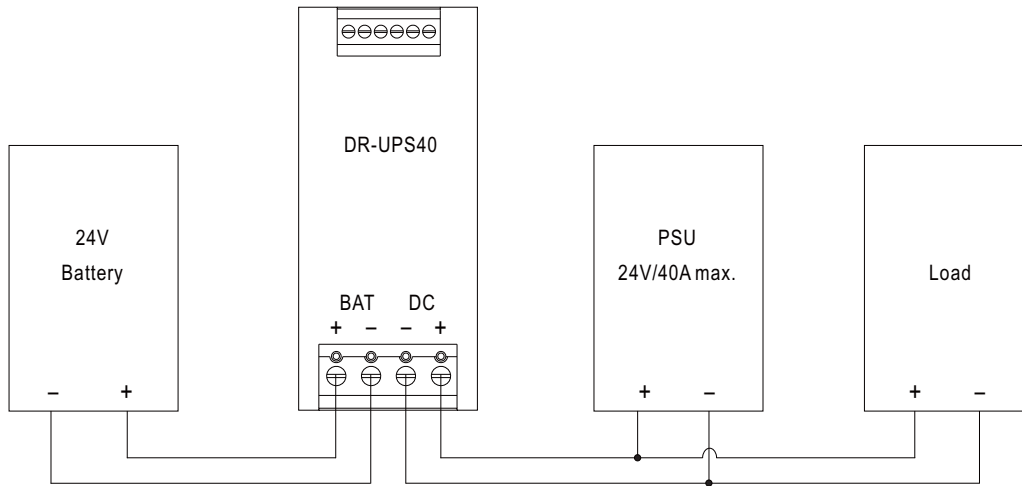 DR-UPS40
24V
Battery
PSU
24V/40A max.
Load
BAT DC
+ – – +
– +
+ –
+ –